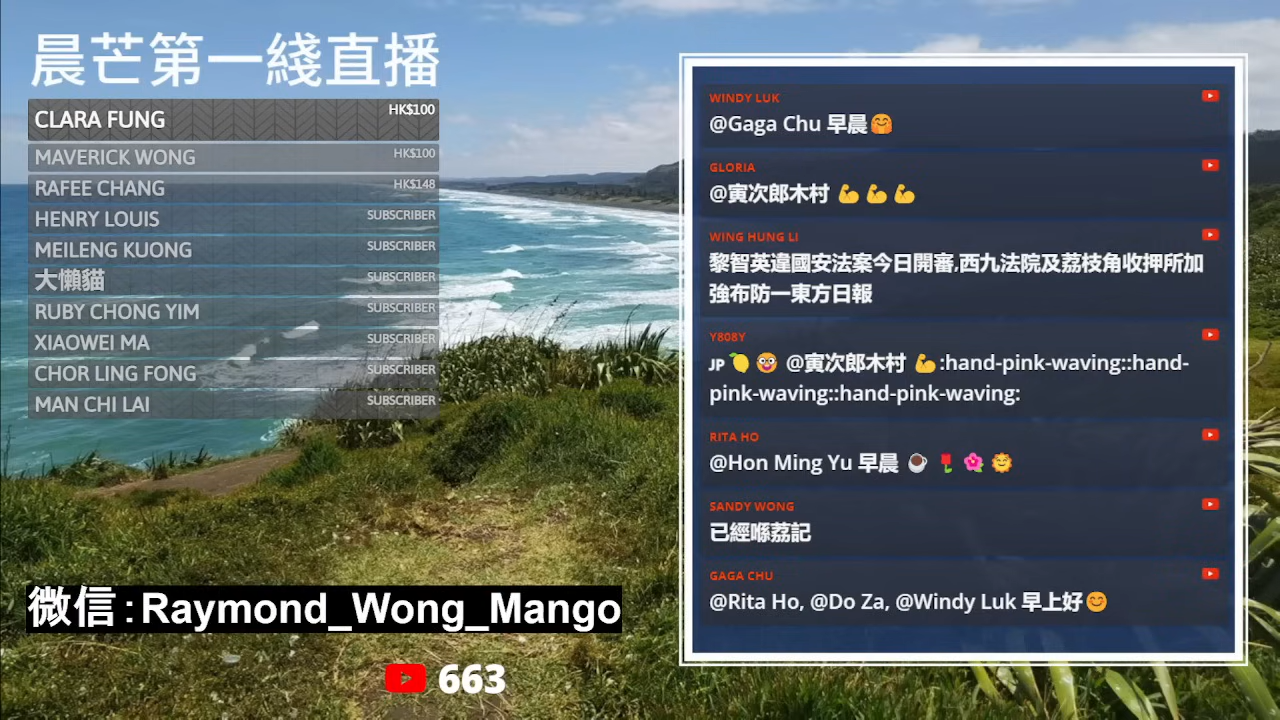 晨芒第一綫直播
CLARA FUNG HK$100
MAVERICK WONG HK$100
RAFEE CHANG HK$148
HENRY LOUIS SUBSCRIBER
MEILENG KUONG SUBSCRIBER
大懶貓 SUBSCRIBER
RUBY CHONG YIM SUBSCRIBER
XIAOWEI MA SUBSCRIBER
CHOR LING FONG SUBSCRIBER
MAN CHI LAI SUBSCRIBER
微信:Raymond_Wong_Mango
663
WINDY LUK
@Gaga Chu 早晨🤗
GLORIA
@寅次郎木村 💪 💪 💪
WING HUNG LI
黎智英違國安法案今日開審,西九法院及荔枝角收押所加
強布防一東方日報
Y808Y
JP 🍋 🤡 @寅次郎木村 💪:hand-pink-waving::hand-
pink-waving::hand-pink-waving:
RITA HO
@Hon Ming Yu 早晨 ☕ 🌷 🌺 🌞
SANDY WONG
已經喺荔記
GAGA CHU
@Rita Ho, @Do Za, @Windy Luk 早上好😊